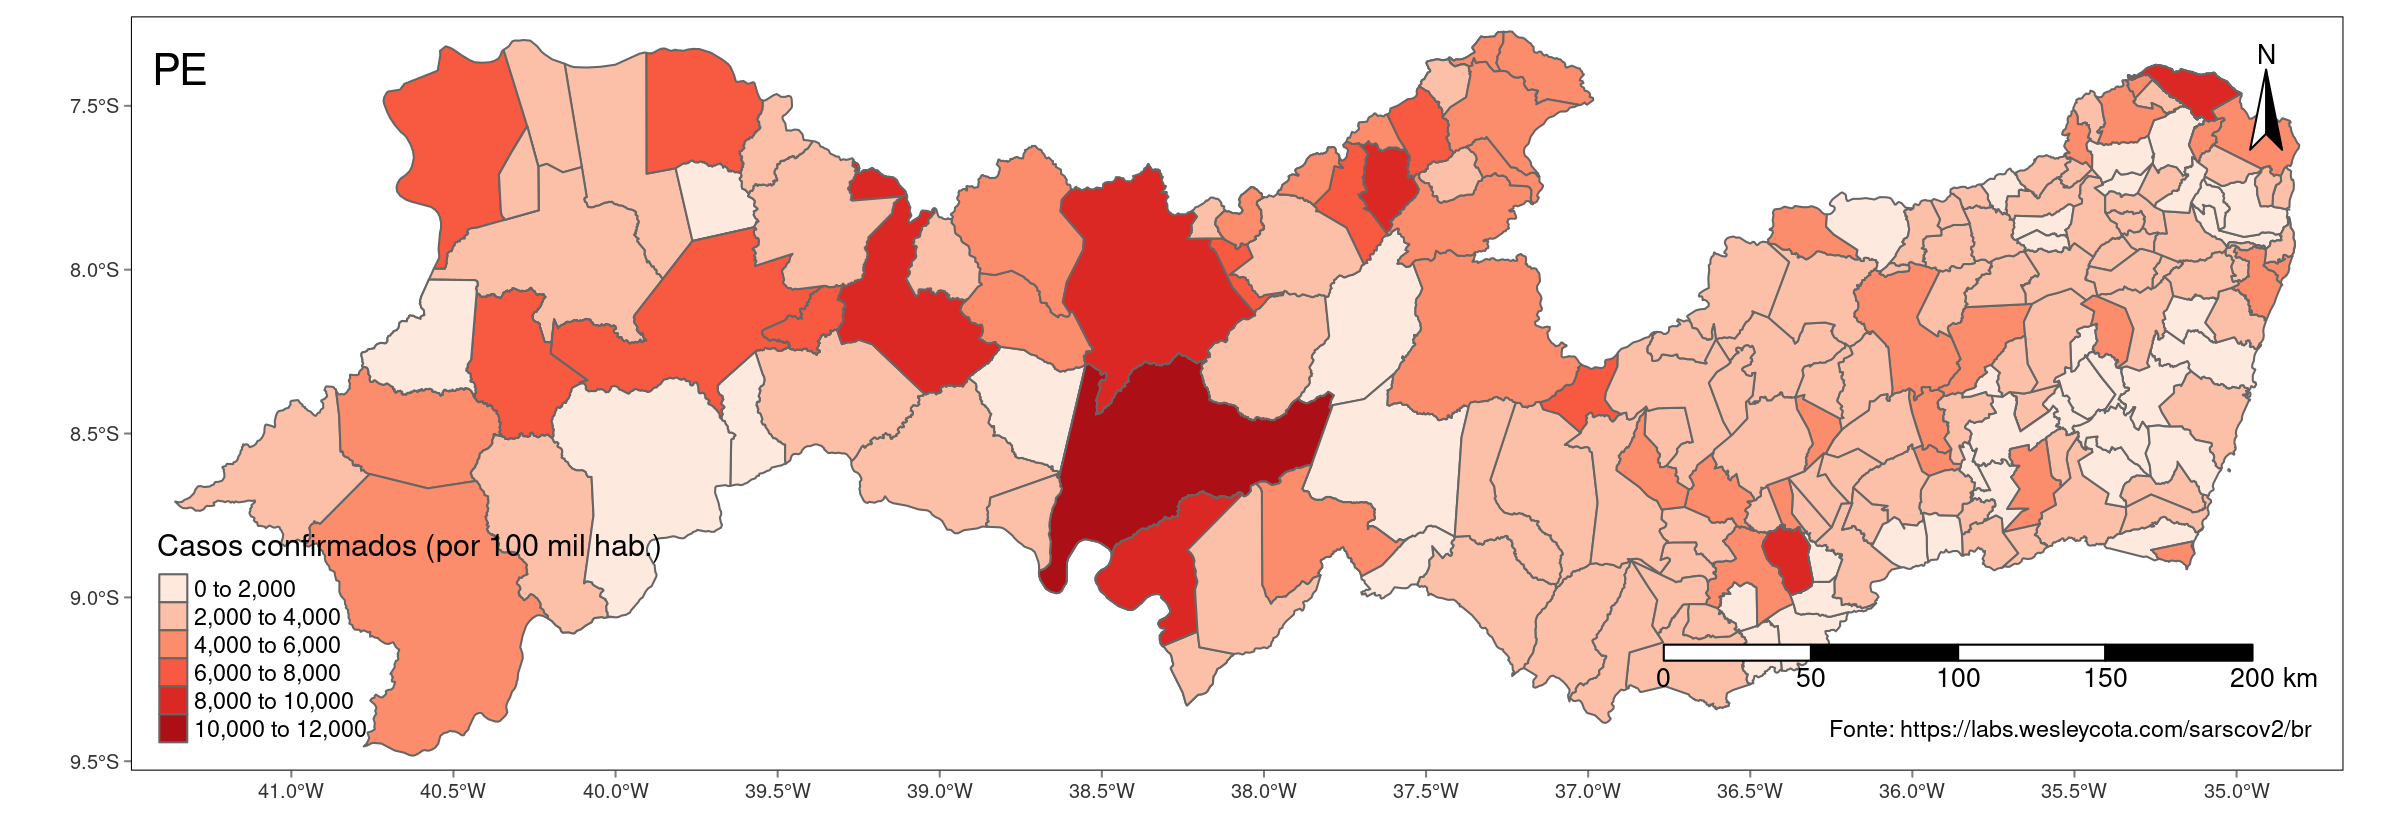 PE
N
7.5°S
8.0°S
8.5°S
9.0°S
9.5°S
Casos confirmados (por 100 mil hab.)
0 to 2,000
2,000 to 4,000
4,000 to 6,000
6,000 to 8,000
8,000 to 10,000
10,000 to 12,000
0 50 100 150 200 km
Fonte: https://labs.wesleycota.com/sarscov2/br
41.0°W 40.5°W 40.0°W 39.5°W 39.0°W 38.5°W 38.0°W 37.5°W 37.0°W 36.5°W 36.0°W 35.5°W 35.0°W